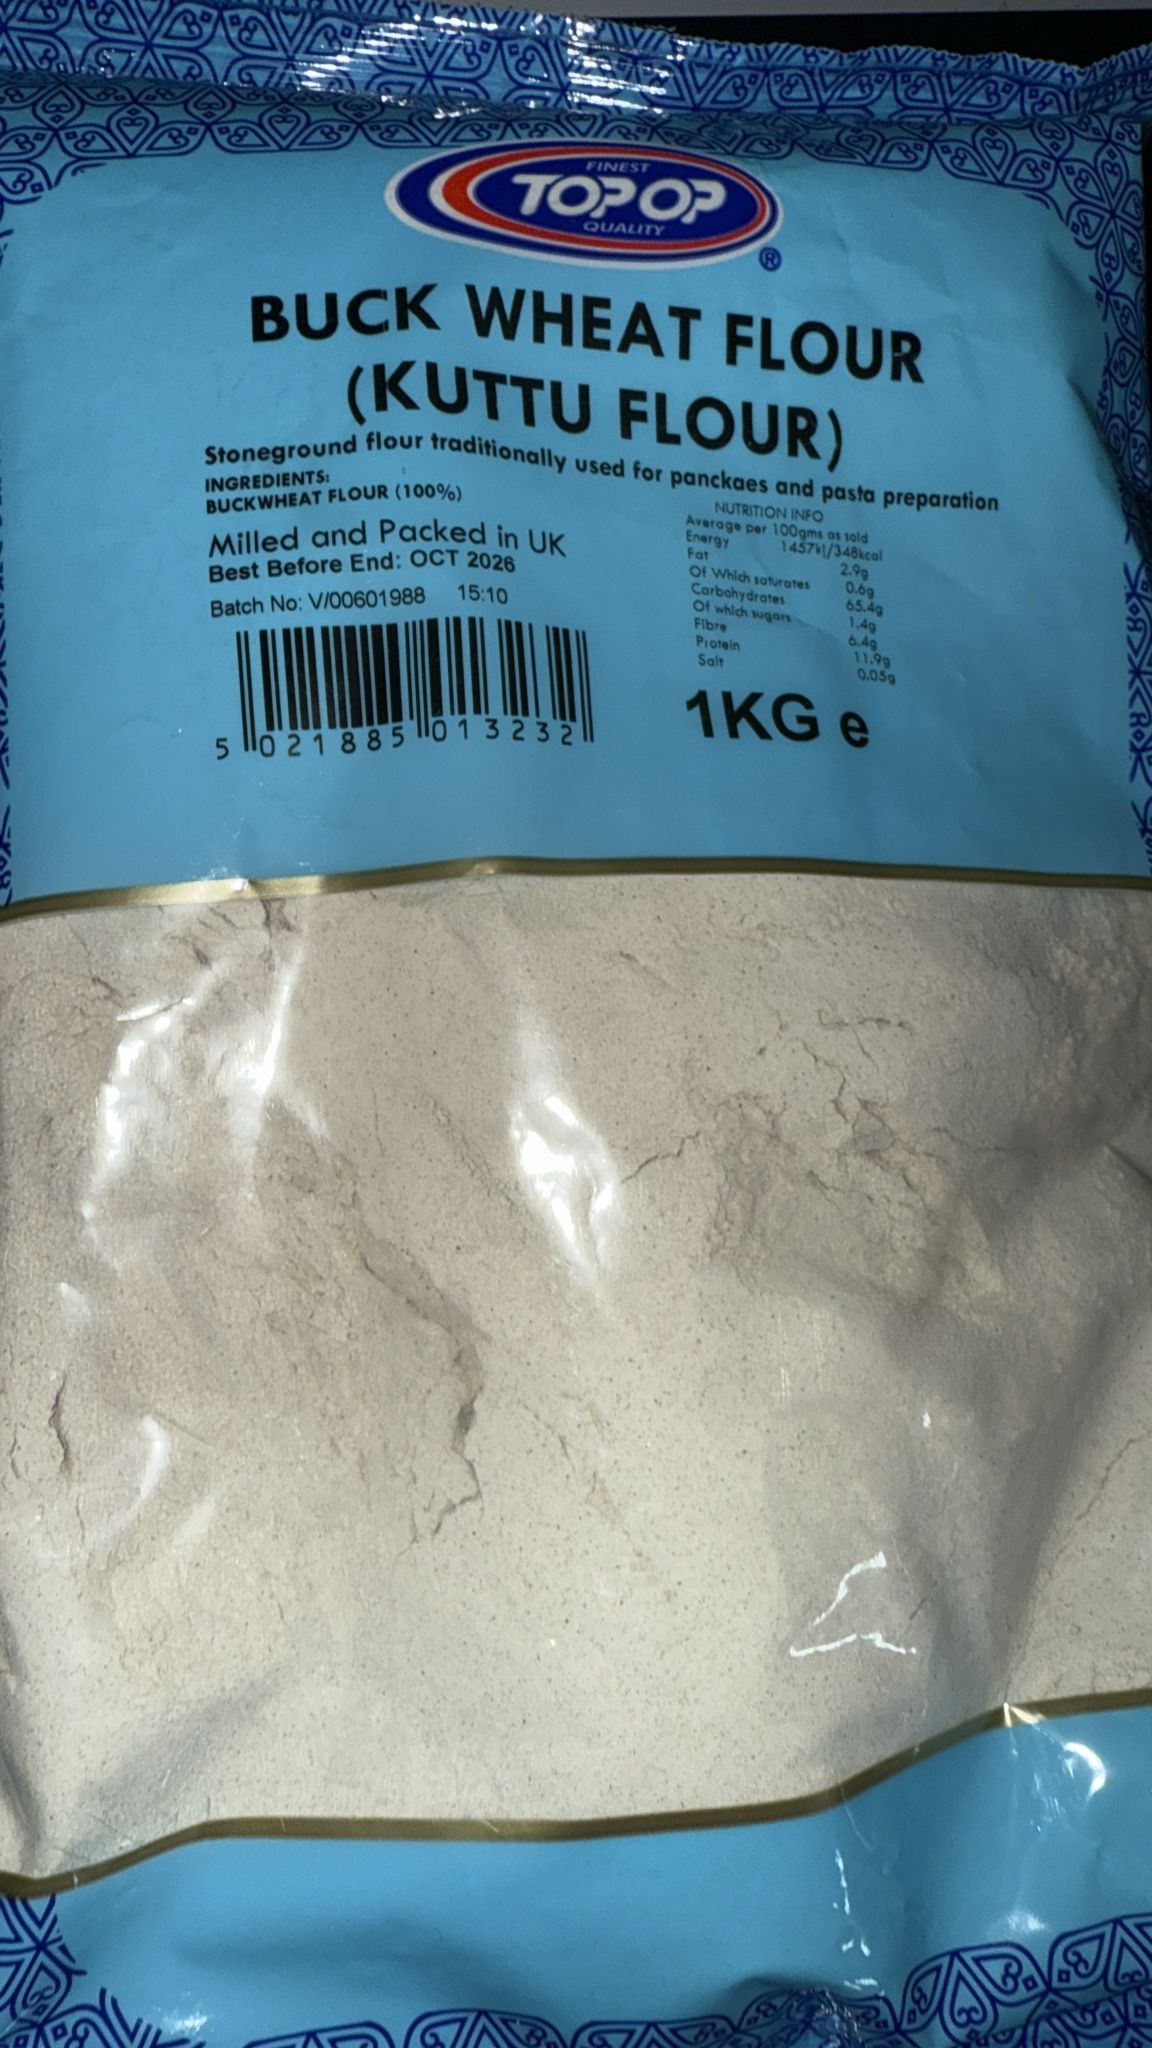 FINEST
TOPOP
QUALITY
®
BUCK WHEAT FLOUR
(KUTTU FLOUR)
Stoneground flour traditionally used for panckaes and pasta preparation
INGREDIENTS:
BUCKWHEAT FLOUR (100%)
Milled and Packed in UK
Best Before End: OCT 2026
Batch No: V/00601988 15:10
5 021885 013232
NUTRITION INFO
Average per 100gms as sold
Energy 1457kj/348kcal
Fat 2.9g
Of Which saturates 0.6g
Carbohydrates 65.4g
Of which sugars 1.4g
Fibre 6.4g
Protein 11.9g
Salt 0.05g
1KG e